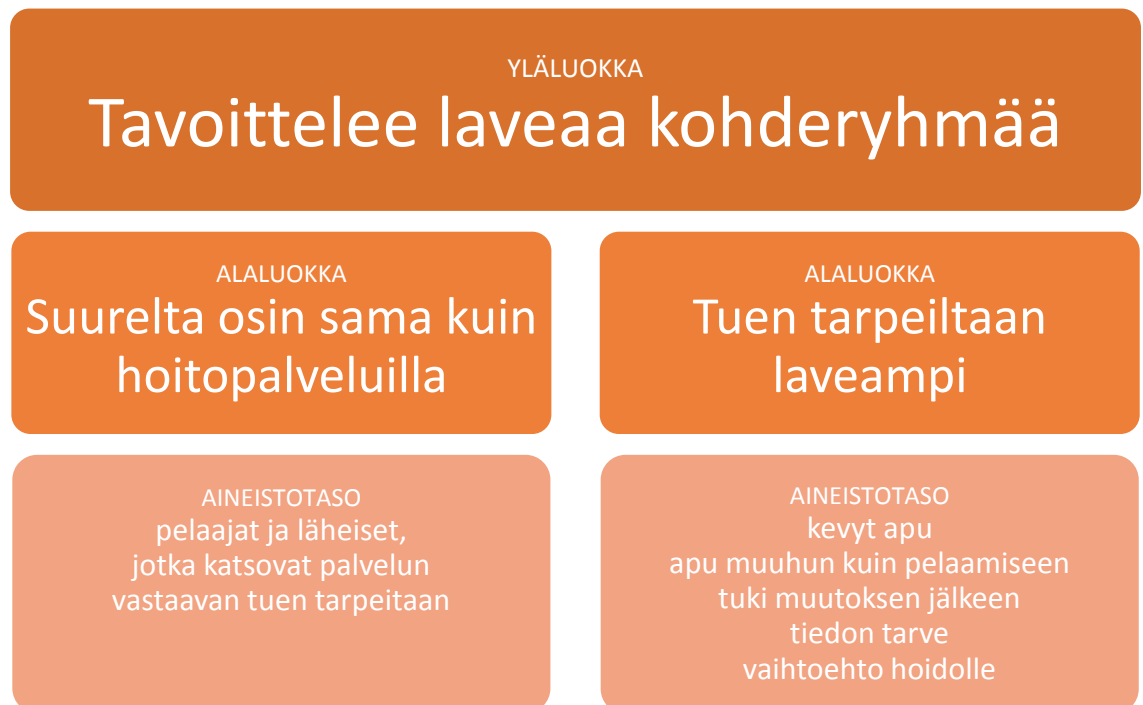 YLÄLUOKKA
Tavoittelee laveaa kohderyhmää
ALALUOKKA
Suurelta osin sama kuin
hoitopalveluilla
ALALUOKKA
Tuen tarpeiltaan
laveampi
AINEISTOTASO
pelaajat ja läheiset,
jotka katsovat palvelun
vastaavan tuen tarpeitaan
AINEISTOTASO
kevyt apu
apu muuhun kuin pelaamiseen
tuki muutoksen jälkeen
tiedon tarve
vaihtoehto hoidolle